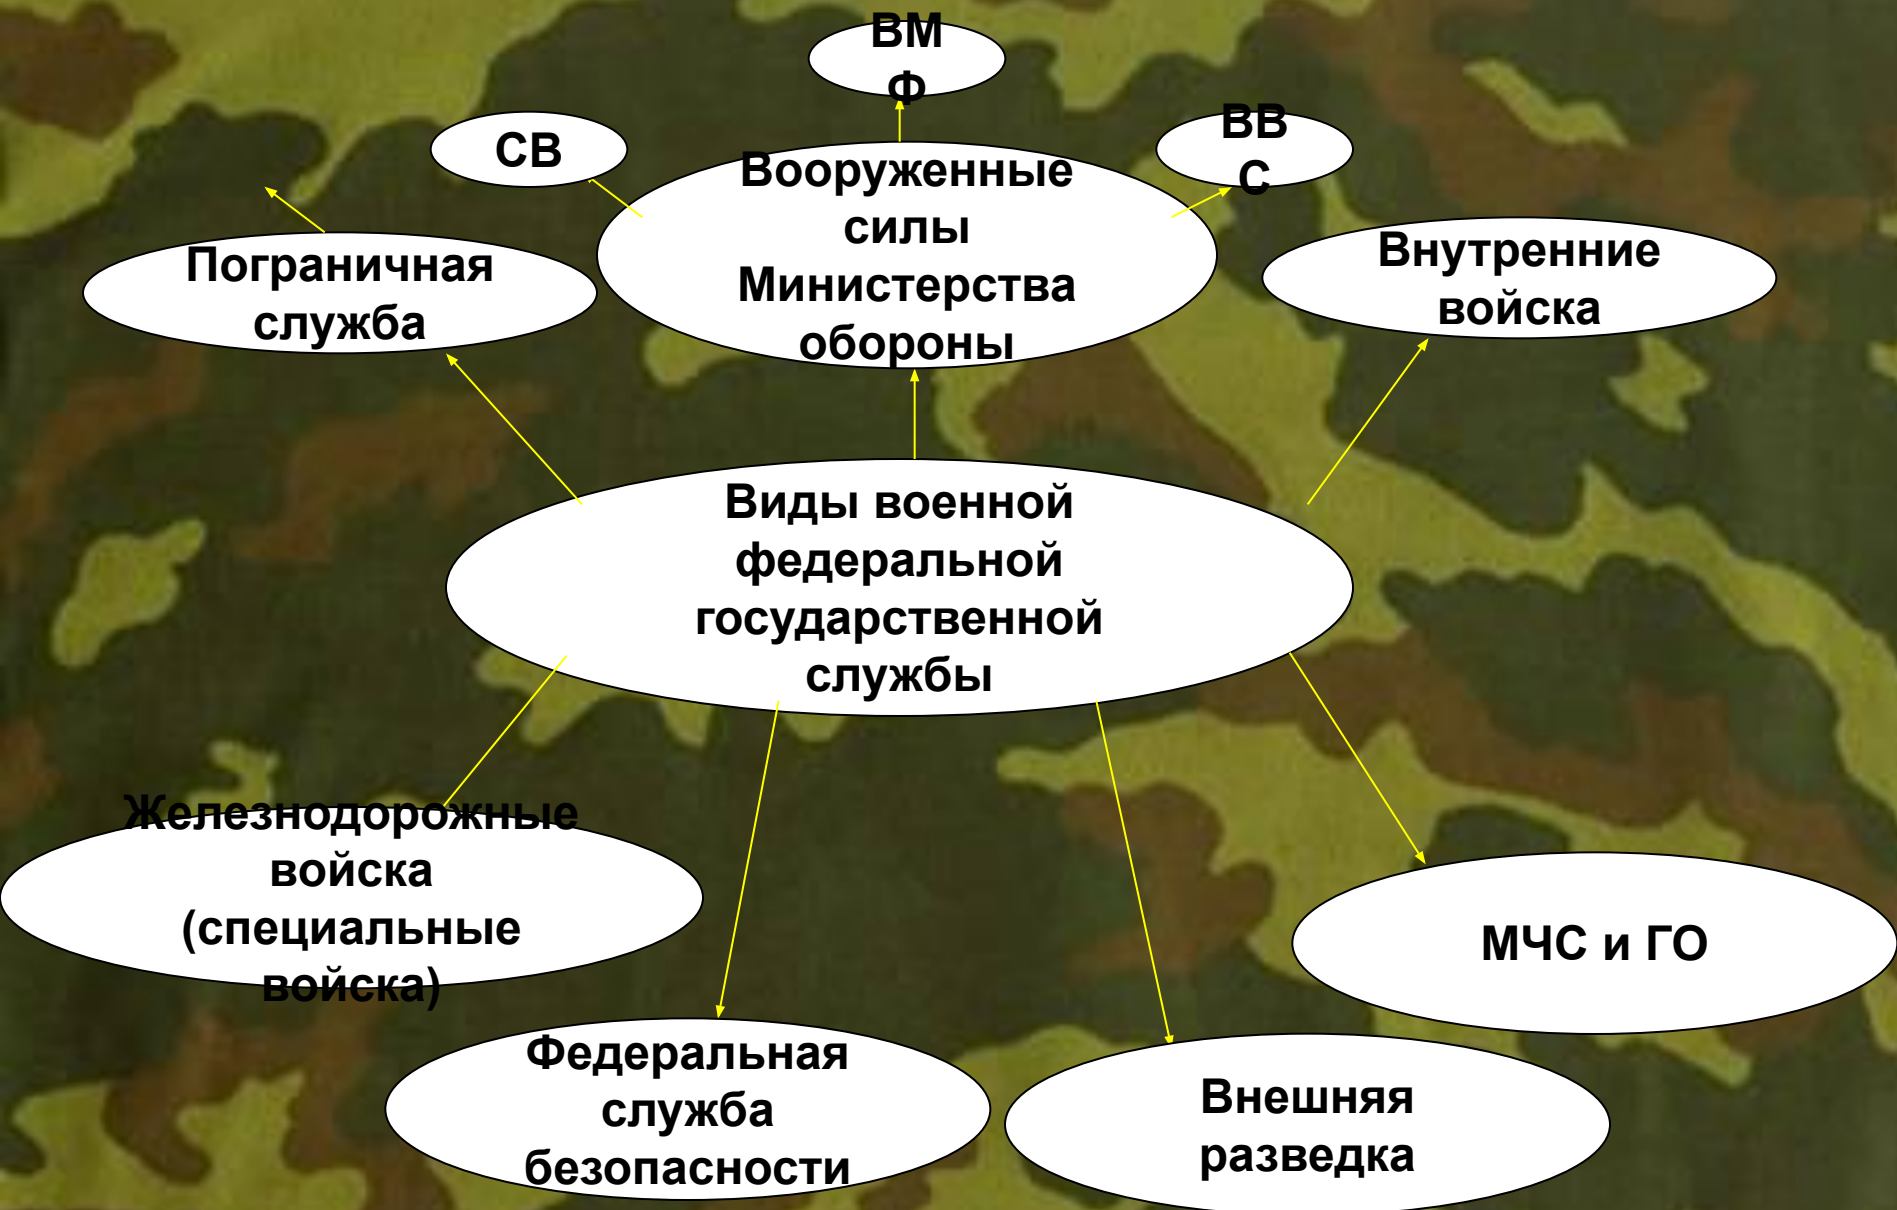 ВМ
Ф
СВ
ВВ
С
Вооруженные
силы
Министерства
обороны
Пограничная
служба
Внутренние
войска
Виды военной
федеральной
государственной
службы
Железнодорожные
войска
(специальные
войска)
МЧС и ГО
Федеральная
служба
безопасности
Внешняя
разведка